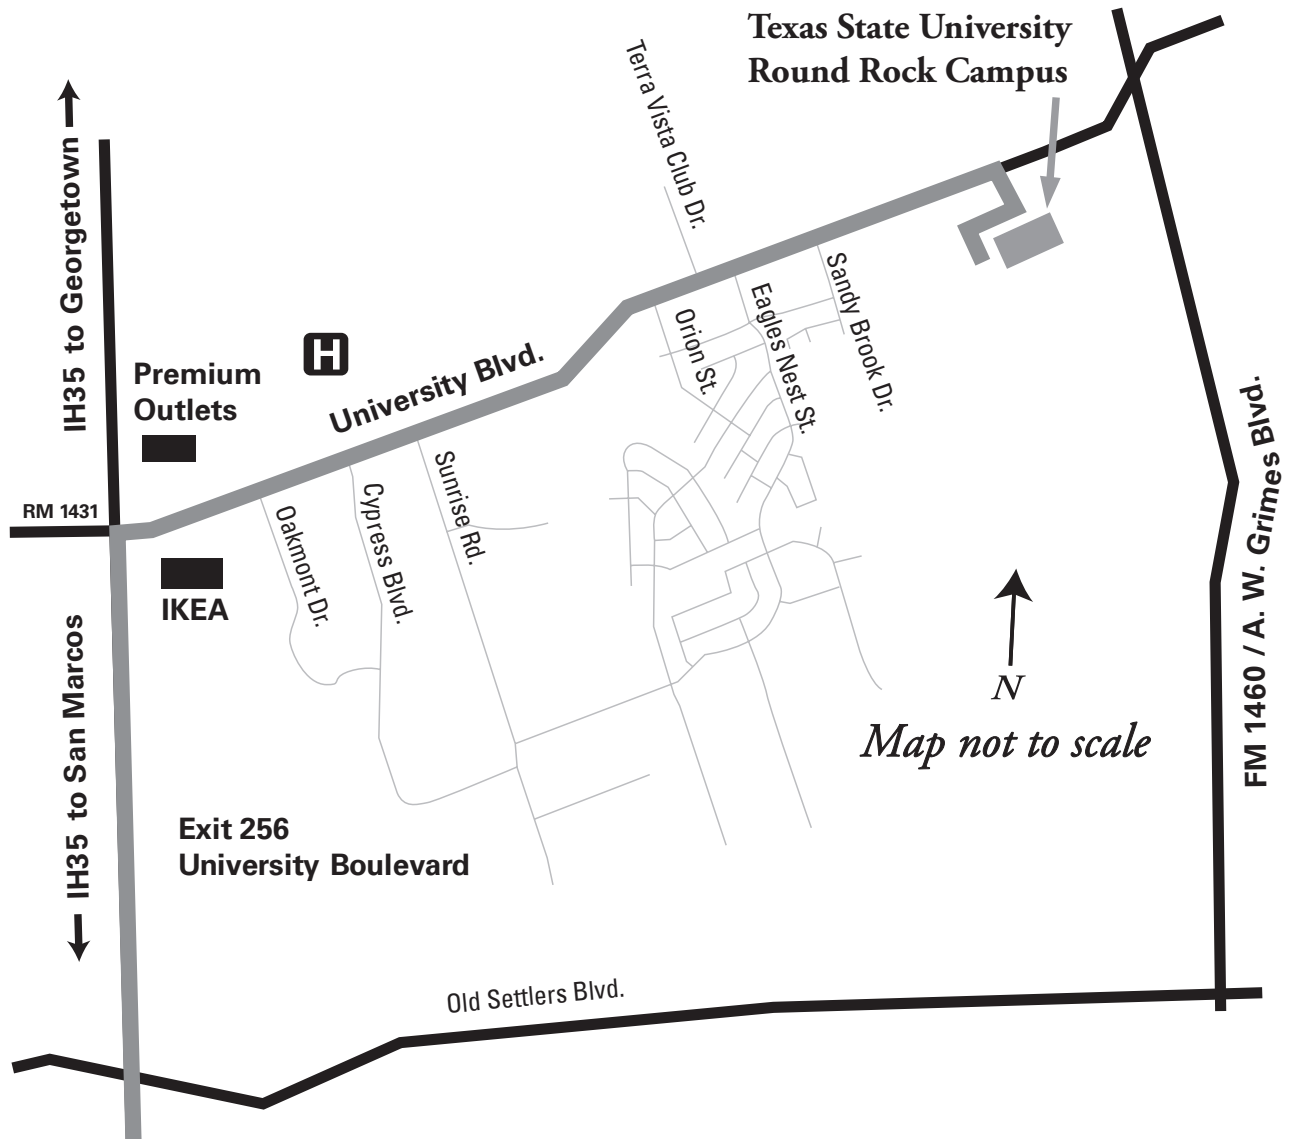 Texas State University
Round Rock Campus
Terra Vista Club Dr.
IH35 to Georgetown
H
Premium
Outlets
University Blvd.
Orion St.
Eagles Nest St.
Sandy Brook Dr.
RM 1431
Oakmont Dr.
Cypress Blvd.
Sunrise Rd.
IKEA
FM 1460 / A. W. Grimes Blvd.
IH35 to San Marcos
N
Map not to scale
Exit 256
University Boulevard
Old Settlers Blvd.